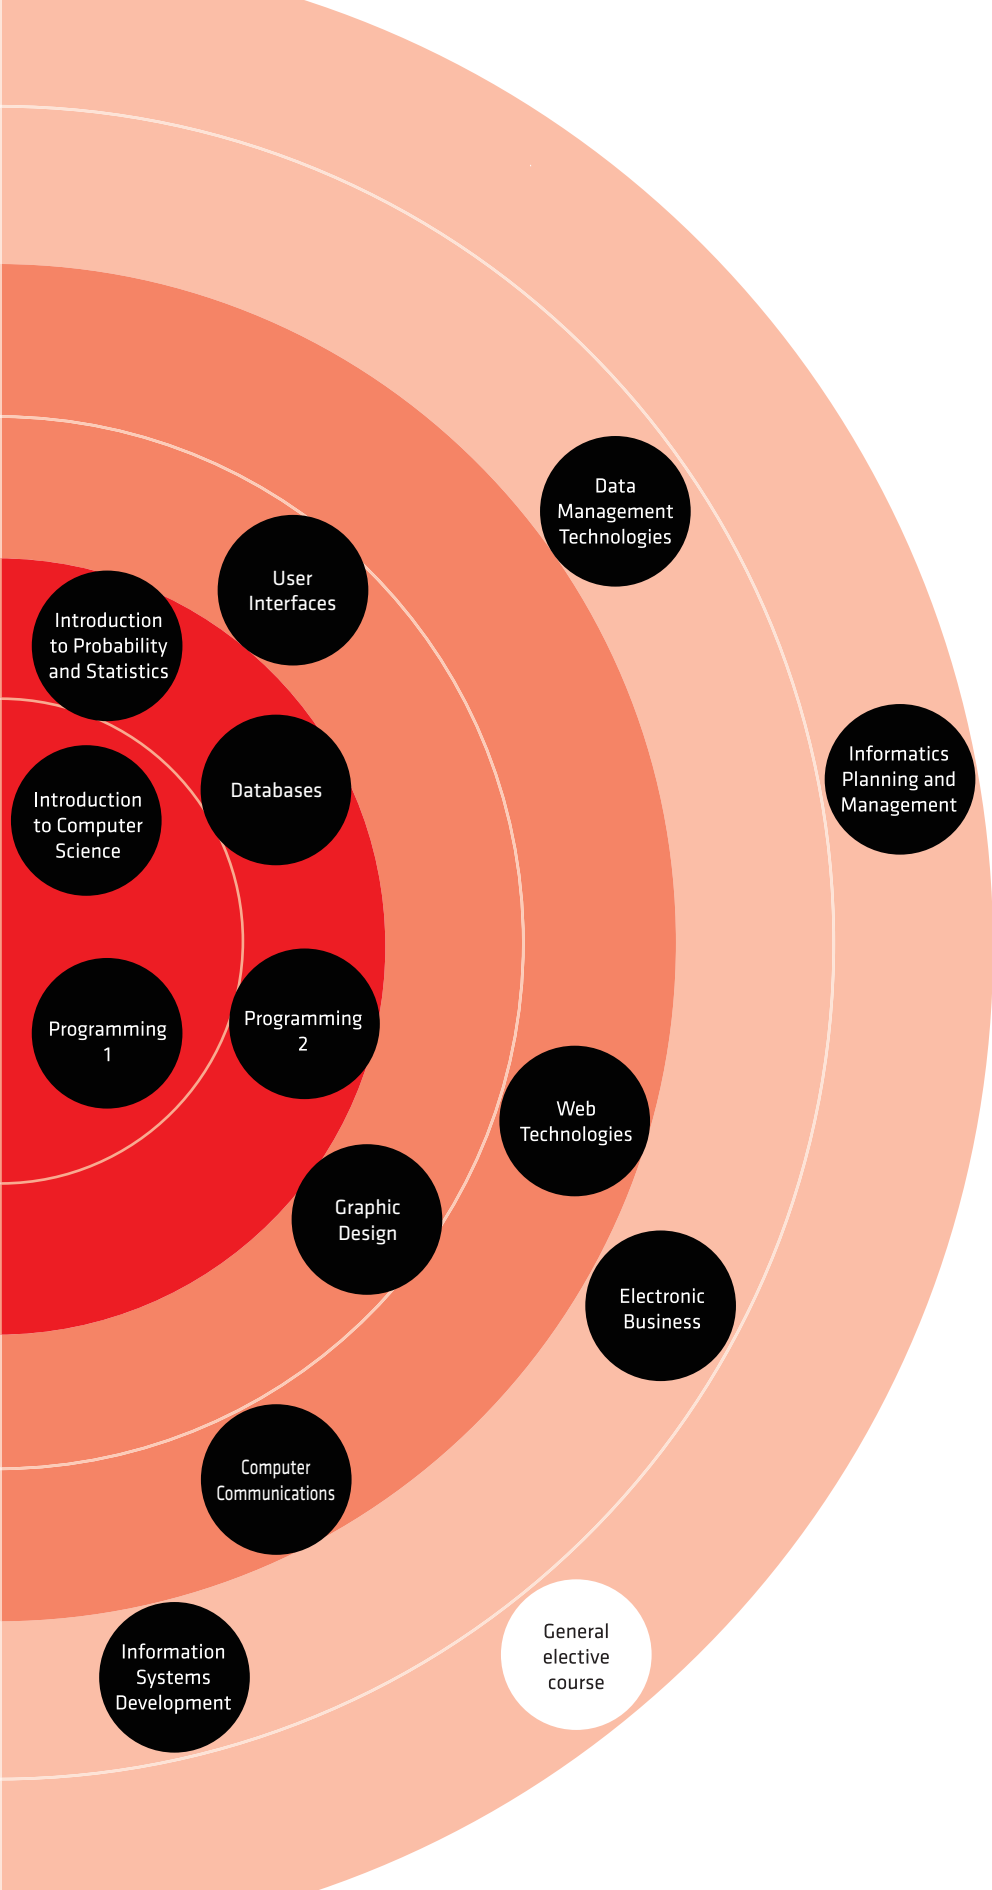 Data
Management
Technologies
User
Interfaces
Introduction
to Probability
and Statistics
Informatics
Planning and
Management
Databases
Introduction
to Computer
Science
Programming
2
Programming
1
Web
Technologies
Graphic
Design
Electronic
Business
Computer
Communications
General
elective
course
Information
Systems
Development